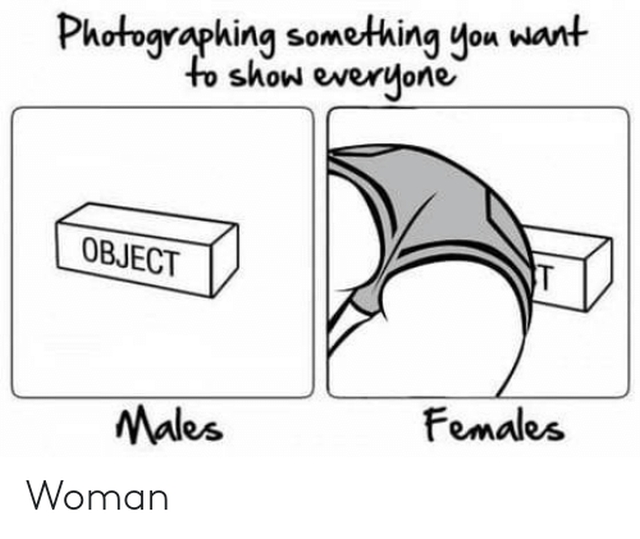 Photographing something you want
to show everyone
OBJECT
T
Males
Females
Woman